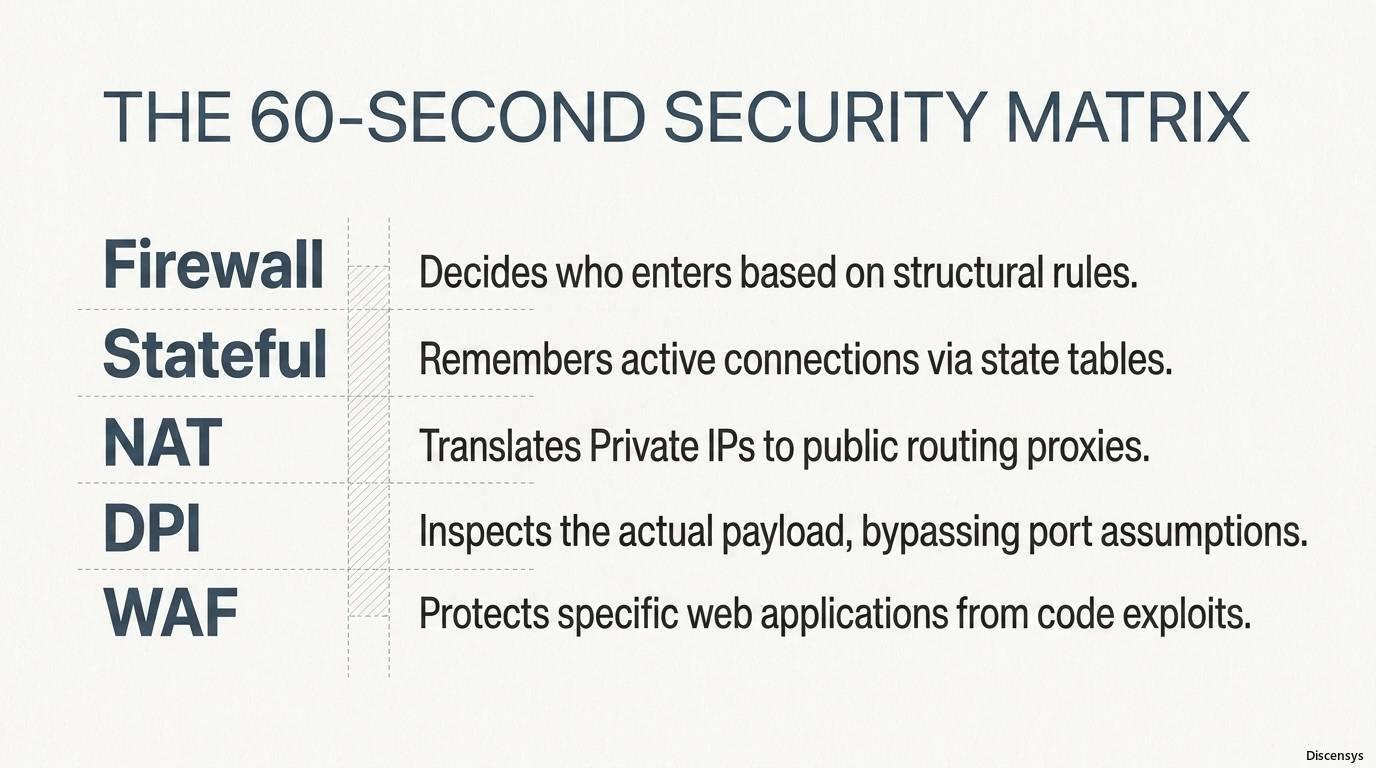 THE 60-SECOND SECURITY MATRIX
Firewall Decides who enters based on structural rules.
Stateful Remembers active connections via state tables.
NAT Translates Private IPs to public routing proxies.
DPI Inspects the actual payload, bypassing port assumptions.
WAF Protects specific web applications from code exploits.
Discensys